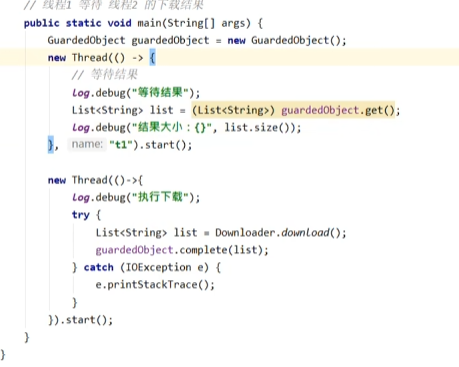 // 线程1 等待 线程2 的下载结果
public static void main(String[] args) {
GuardedObject guardedObject = new GuardedObject();
new Thread(() -> {
// 等待结果
Log.debug("等待结果");
List<String> list = (List<String>) guardedObject.get();
Log.debug("结果大小：{}", list.size());
}, name: "t1").start();
new Thread(()->{
Log.debug("执行下载");
try {
List<String> list = Downloader.download();
guardedObject.complete(list);
} catch (IOException e) {
e.printStackTrace();
}
}).start();
}
}